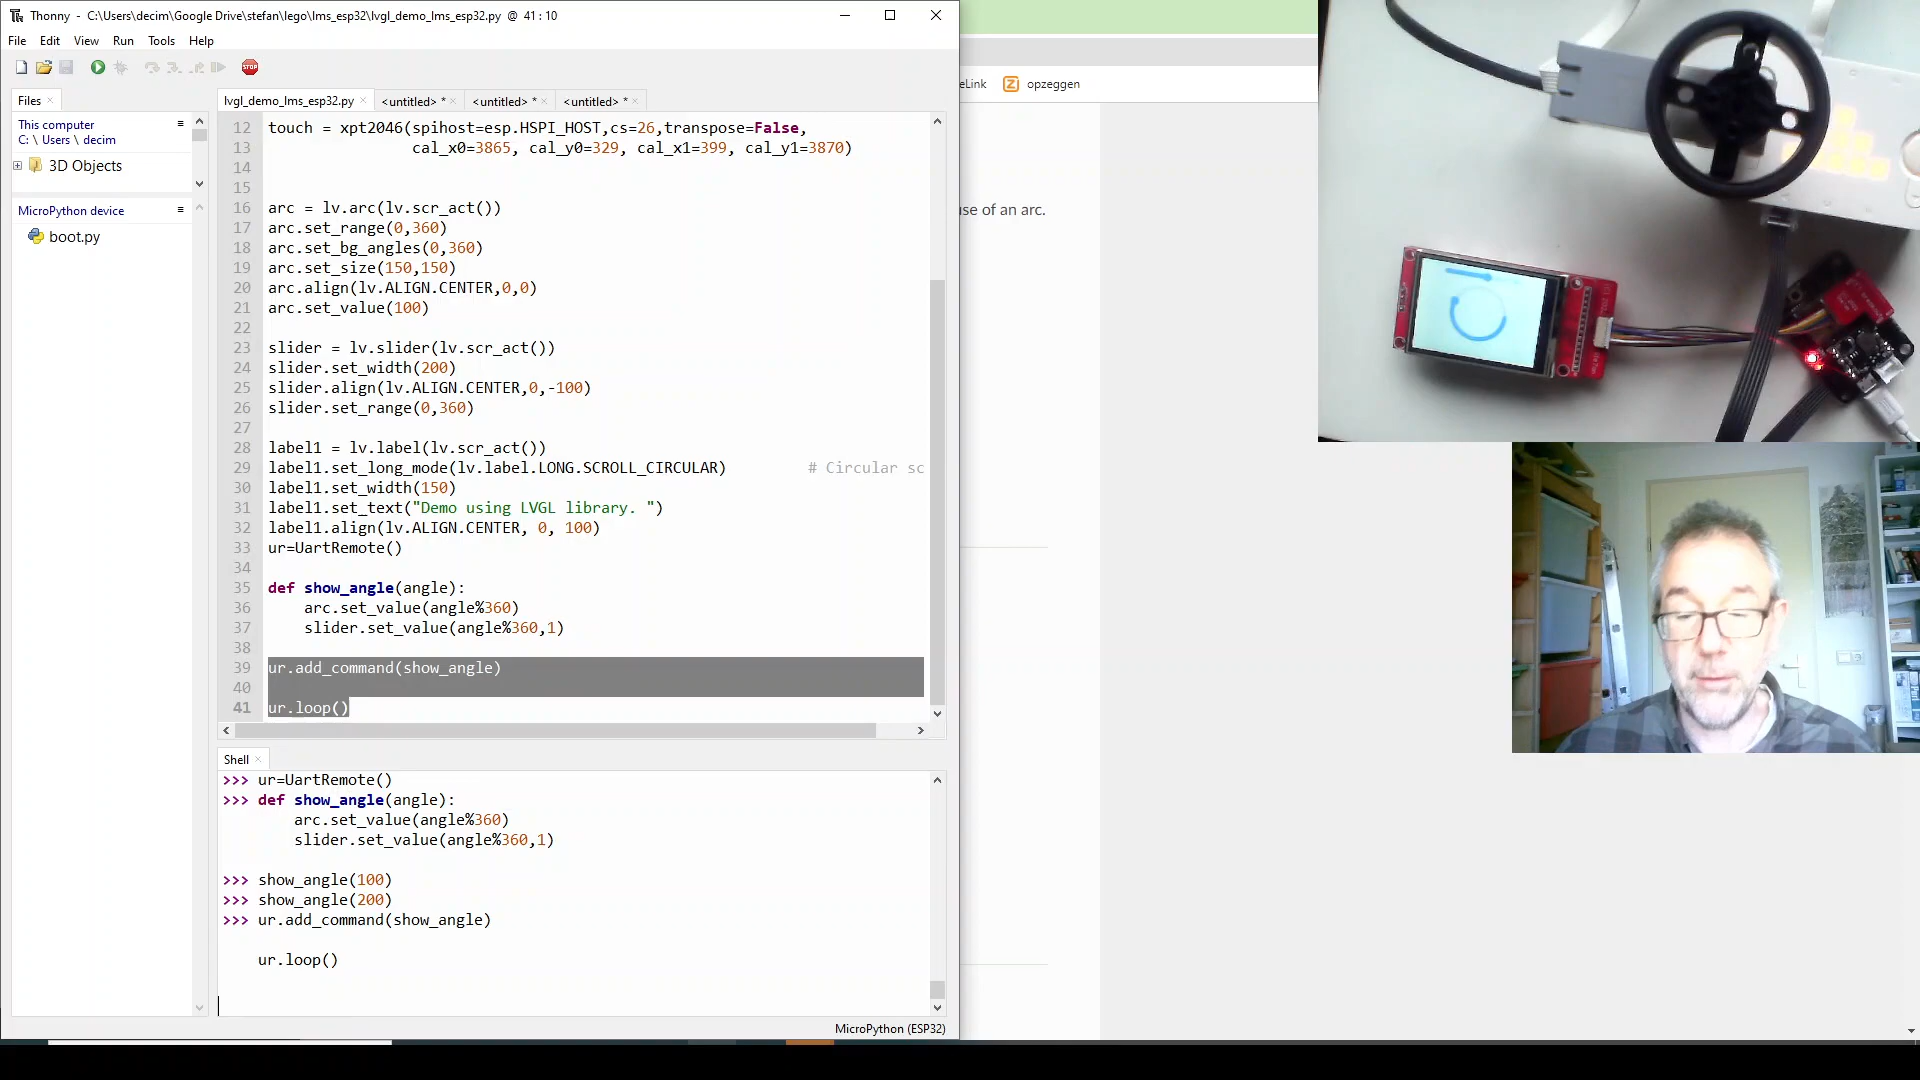 Thonny - C:\Users\decim\Google Drive\stefan\lego\lms_esp32\lvgl_demo_lms_esp32.py @ 41 : 10
File Edit View Run Tools Help
STOP
Files
This computer
C: \ Users \ decim
3D Objects
MicroPython device
boot.py
lvgl_demo_lms_esp32.py <untitled> * <untitled> * <untitled> *
12 touch = xpt2046(spihost=esp.HSPI_HOST,cs=26,transpose=False,
13 cal_x0=3865, cal_y0=329, cal_x1=399, cal_y1=3870)
14
15
16 arc = lv.arc(lv.scr_act())
17 arc.set_range(0,360)
18 arc.set_bg_angles(0,360)
19 arc.set_size(150,150)
20 arc.align(lv.ALIGN.CENTER,0,0)
21 arc.set_value(100)
22
23 slider = lv.slider(lv.scr_act())
24 slider.set_width(200)
25 slider.align(lv.ALIGN.CENTER,0,-100)
26 slider.set_range(0,360)
27
28 label1 = lv.label(lv.scr_act())
29 label1.set_long_mode(lv.label.LONG.SCROLL_CIRCULAR) # Circular sc
30 label1.set_width(150)
31 label1.set_text("Demo using LVGL library. ")
32 label1.align(lv.ALIGN.CENTER, 0, 100)
33 ur=UartRemote()
34
35 def show_angle(angle):
36 arc.set_value(angle%360)
37 slider.set_value(angle%360,1)
38
39 ur.add_command(show_angle)
40
41 ur.loop()
Shell
>>> ur=UartRemote()
>>> def show_angle(angle):
arc.set_value(angle%360)
slider.set_value(angle%360,1)
>>> show_angle(100)
>>> show_angle(200)
>>> ur.add_command(show_angle)
ur.loop()
MicroPython (ESP32)
eLink opzeggen
se of an arc.